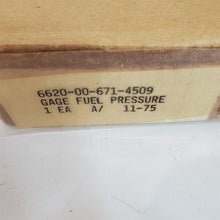 6620-00-671-4509
GAGE FUEL PRESSURE
1 EA A/ 11-75